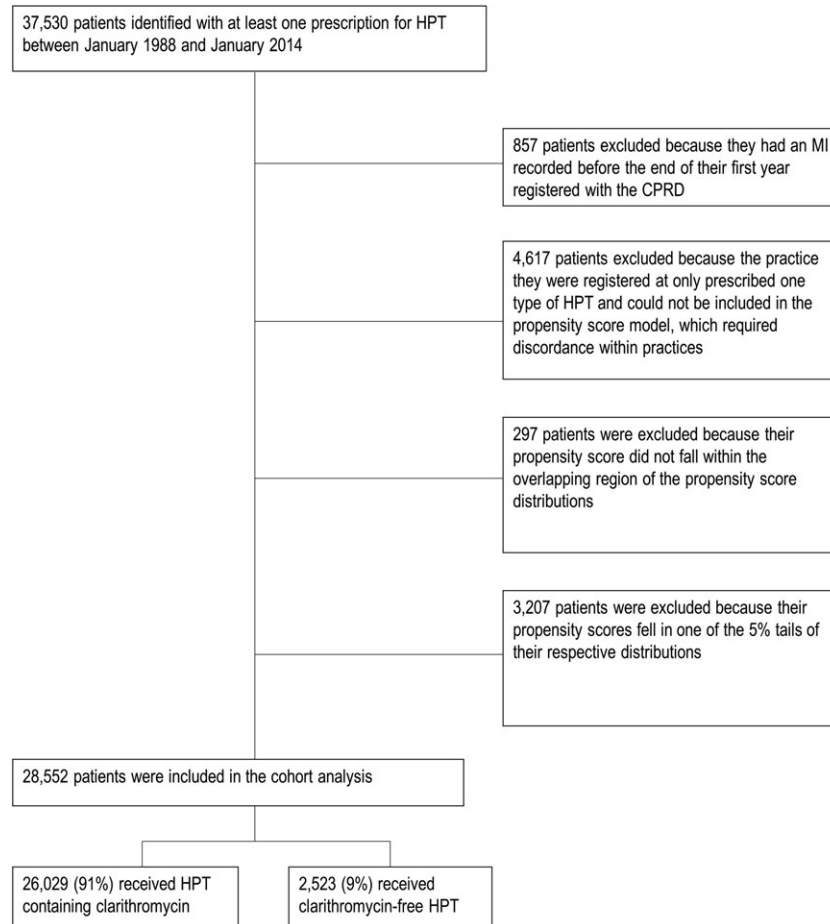 37,530 patients identified with at least one prescription for HPT
between January 1988 and January 2014
857 patients excluded because they had an MI
recorded before the end of their first year
registered with the CPRD
4,617 patients excluded because the practice
they were registered at only prescribed one
type of HPT and could not be included in the
propensity score model, which required
discordance within practices
297 patients were excluded because their
propensity score did not fall within the
overlapping region of the propensity score
distributions
3,207 patients were excluded because their
propensity scores fell in one of the 5% tails of
their respective distributions
28,552 patients were included in the cohort analysis
26,029 (91%) received HPT
containing clarithromycin
2,523 (9%) received
clarithromycin-free HPT